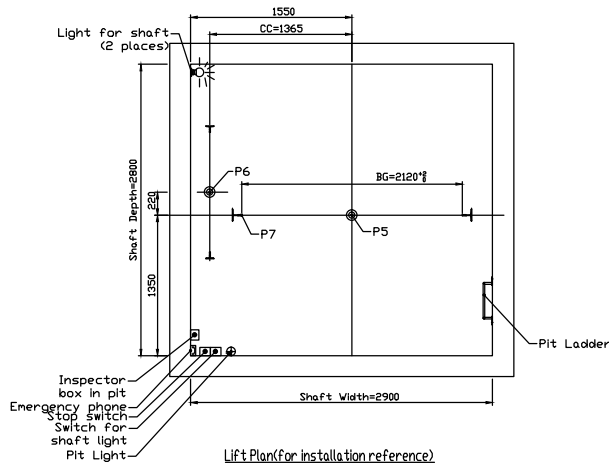 1550
Light for shaft
(2 places)
CC=1365
P6
BG=2120⁺²₀
Shaft Depth=2800
220
P7
P5
1350
Pit Ladder
Inspector
box in pit
Emergency phone
Stop switch
Switch for
shaft light
Pit Light
Shaft Width=2900
Lift Plan(for installation reference)